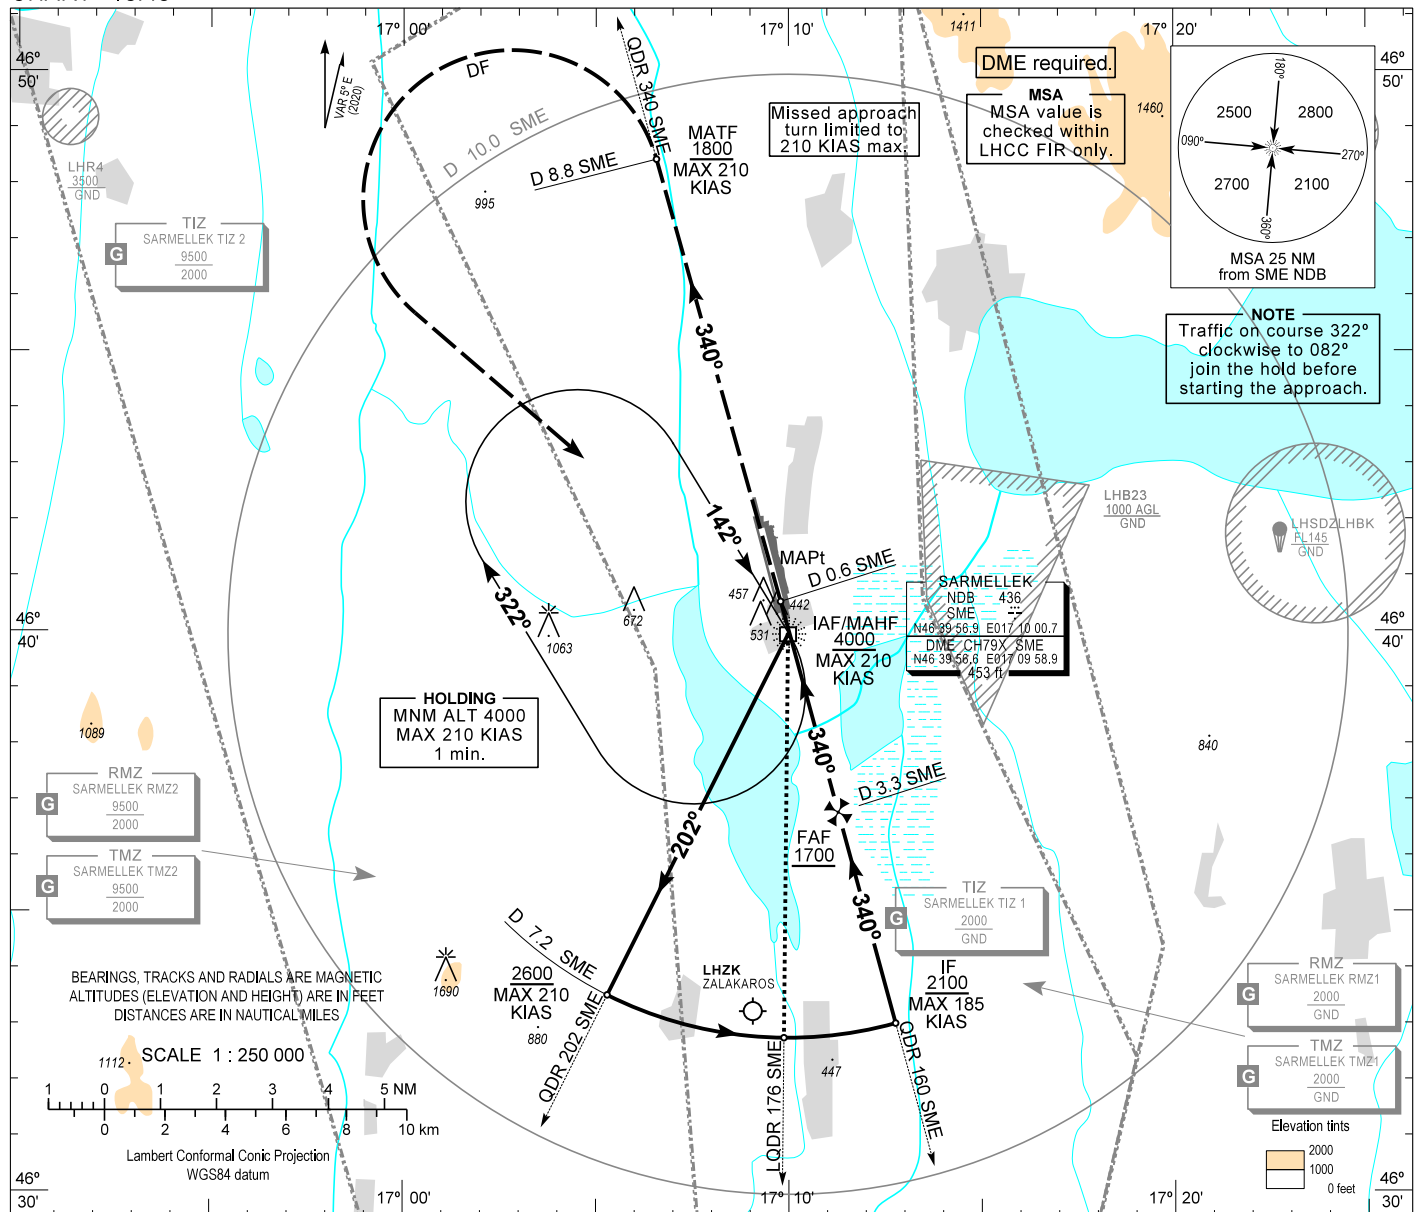 17° 00'
17° 10'
17° 20'
46°
50'
46°
50'
VAR 5° E
(2020)
DF
QDR 340 SME
1411
DME required.
MSA
MSA value is
checked within
LHCC FIR only.
1460
Missed approach
turn limited to
210 KIAS max.
180°
2500
2800
090°
270°
2700
2100
360°
MSA 25 NM
from SME NDB
D 10.0 SME
MATF
1800
MAX 210
KIAS
D 8.8 SME
995
LHR4
3500
GND
TIZ
SARMELLEK TIZ 2
G
9500
2000
NOTE
Traffic on course 322°
clockwise to 082°
join the hold before
starting the approach.
340°
142°
322°
MAPt
D 0.6 SME
457
442
531
672
1063
LHB23
1000 AGL
GND
LHSDZLHBK
FL145
GND
SARMELLEK
NDB 436
SME
N46 39 56.9 E017 10 00.7
DME CH79X SME
N46 39 56.6 E017 09 58.9
453 ft
46°
40'
46°
40'
IAF/MAHF
4000
MAX 210
KIAS
HOLDING
MNM ALT 4000
MAX 210 KIAS
1 min.
1089
840
340°
D 3.3 SME
202°
FAF
1700
340°
RMZ
SARMELLEK RMZ2
G
9500
2000
TMZ
SARMELLEK TMZ2
G
9500
2000
TIZ
SARMELLEK TIZ 1
G
2000
GND
D 7.2 SME
2600
MAX 210
KIAS
1690
880
LHZK
ZALAKAROS
IF
2100
MAX 185
KIAS
RMZ
SARMELLEK RMZ1
G
2000
GND
TMZ
SARMELLEK TMZ1
G
2000
GND
BEARINGS, TRACKS AND RADIALS ARE MAGNETIC
ALTITUDES (ELEVATION AND HEIGHT) ARE IN FEET
DISTANCES ARE IN NAUTICAL MILES
QDR 202 SME
LQDR 176 SME
QDR 160 SME
447
1112
SCALE 1 : 250 000
1 0 1 2 3 4 5 NM
0 2 4 6 8 10 km
Lambert Conformal Conic Projection
WGS84 datum
Elevation tints
2000
1000
0 feet
46°
30'
46°
30'
17° 00'
17° 10'
17° 20'